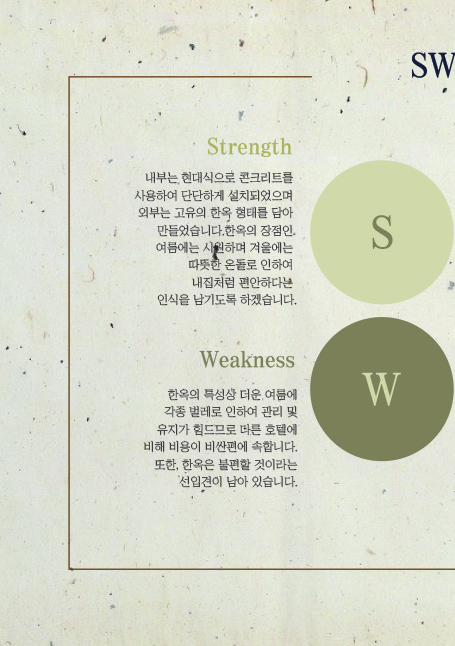 SW
Strength
내부는 현대식으로 콘크리트를
사용하여 단단하게 설치되었으며
외부는 고유의 한옥 형태를 담아
만들었습니다.한옥의 장점인
여름에는 시원하며 겨울에는
따뜻한 온돌로 인하여
내집처럼 편안하다는
인식을 남기도록 하겠습니다.
S
Weakness
한옥의 특성상 더운 여름에
각종 벌레로 인하여 관리 및
유지가 힘드므로 다른 호텔에
비해 비용이 비싼편에 속합니다.
또한, 한옥은 불편할 것이라는
선입견이 남아 있습니다.
W